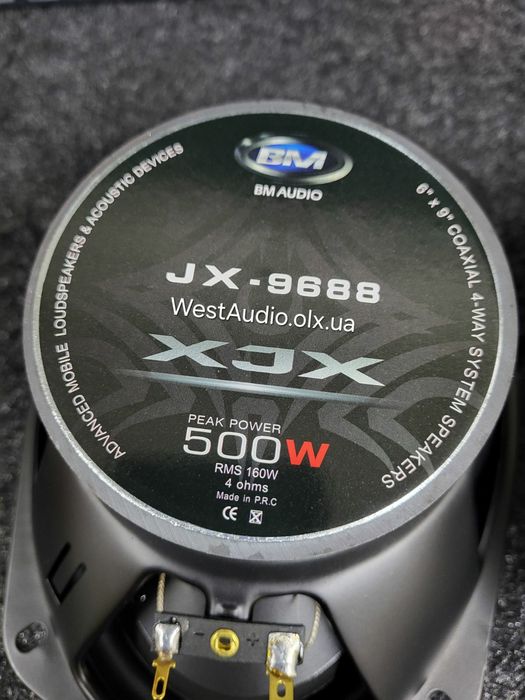 BM
BM AUDIO
ADVANCED MOBILE LOUDSPEAKERS & ACOUSTIC DEVICES
6" x 9" COAXIAL 4-WAY SYSTEM SPEAKERS
JX-9688
WestAudio.olx.ua
XJX
PEAK POWER
500W
RMS 160W
4 ohms
Made in P.R.C
CE
- +